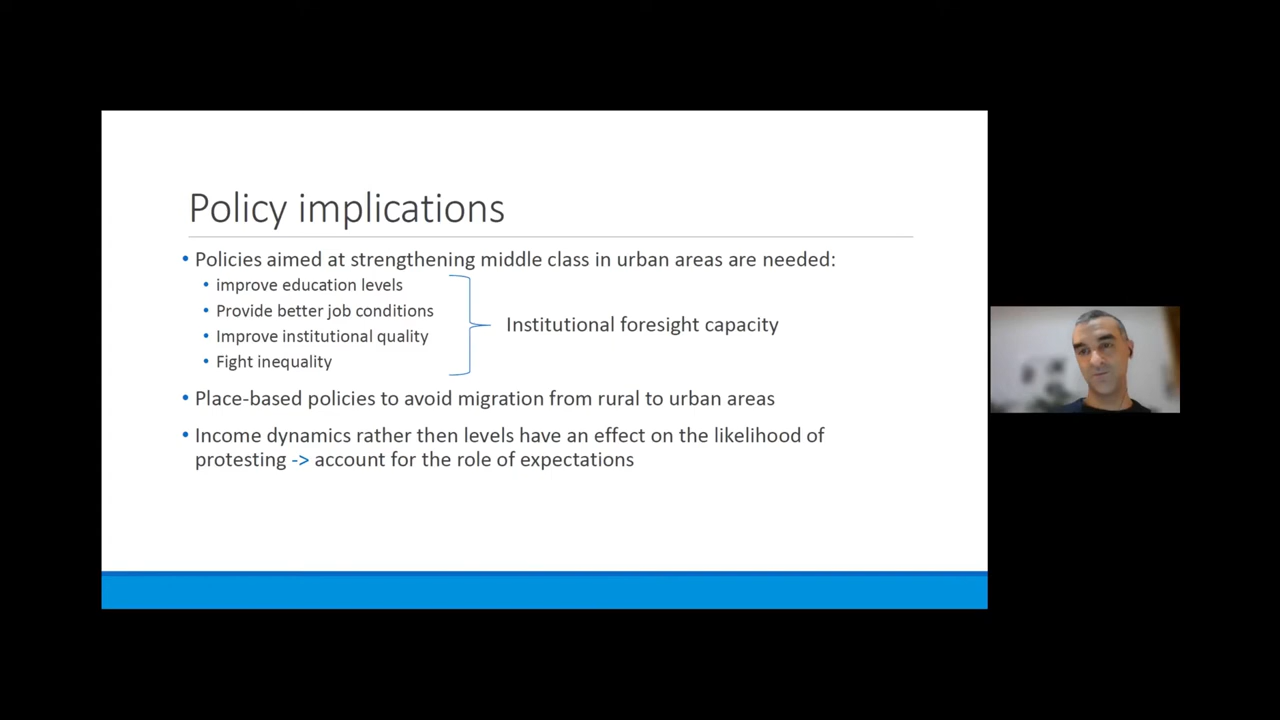 Policy implications
• Policies aimed at strengthening middle class in urban areas are needed:
• improve education levels
• Provide better job conditions
• Improve institutional quality
• Fight inequality
Institutional foresight capacity
• Place-based policies to avoid migration from rural to urban areas
• Income dynamics rather then levels have an effect on the likelihood of
protesting -> account for the role of expectations